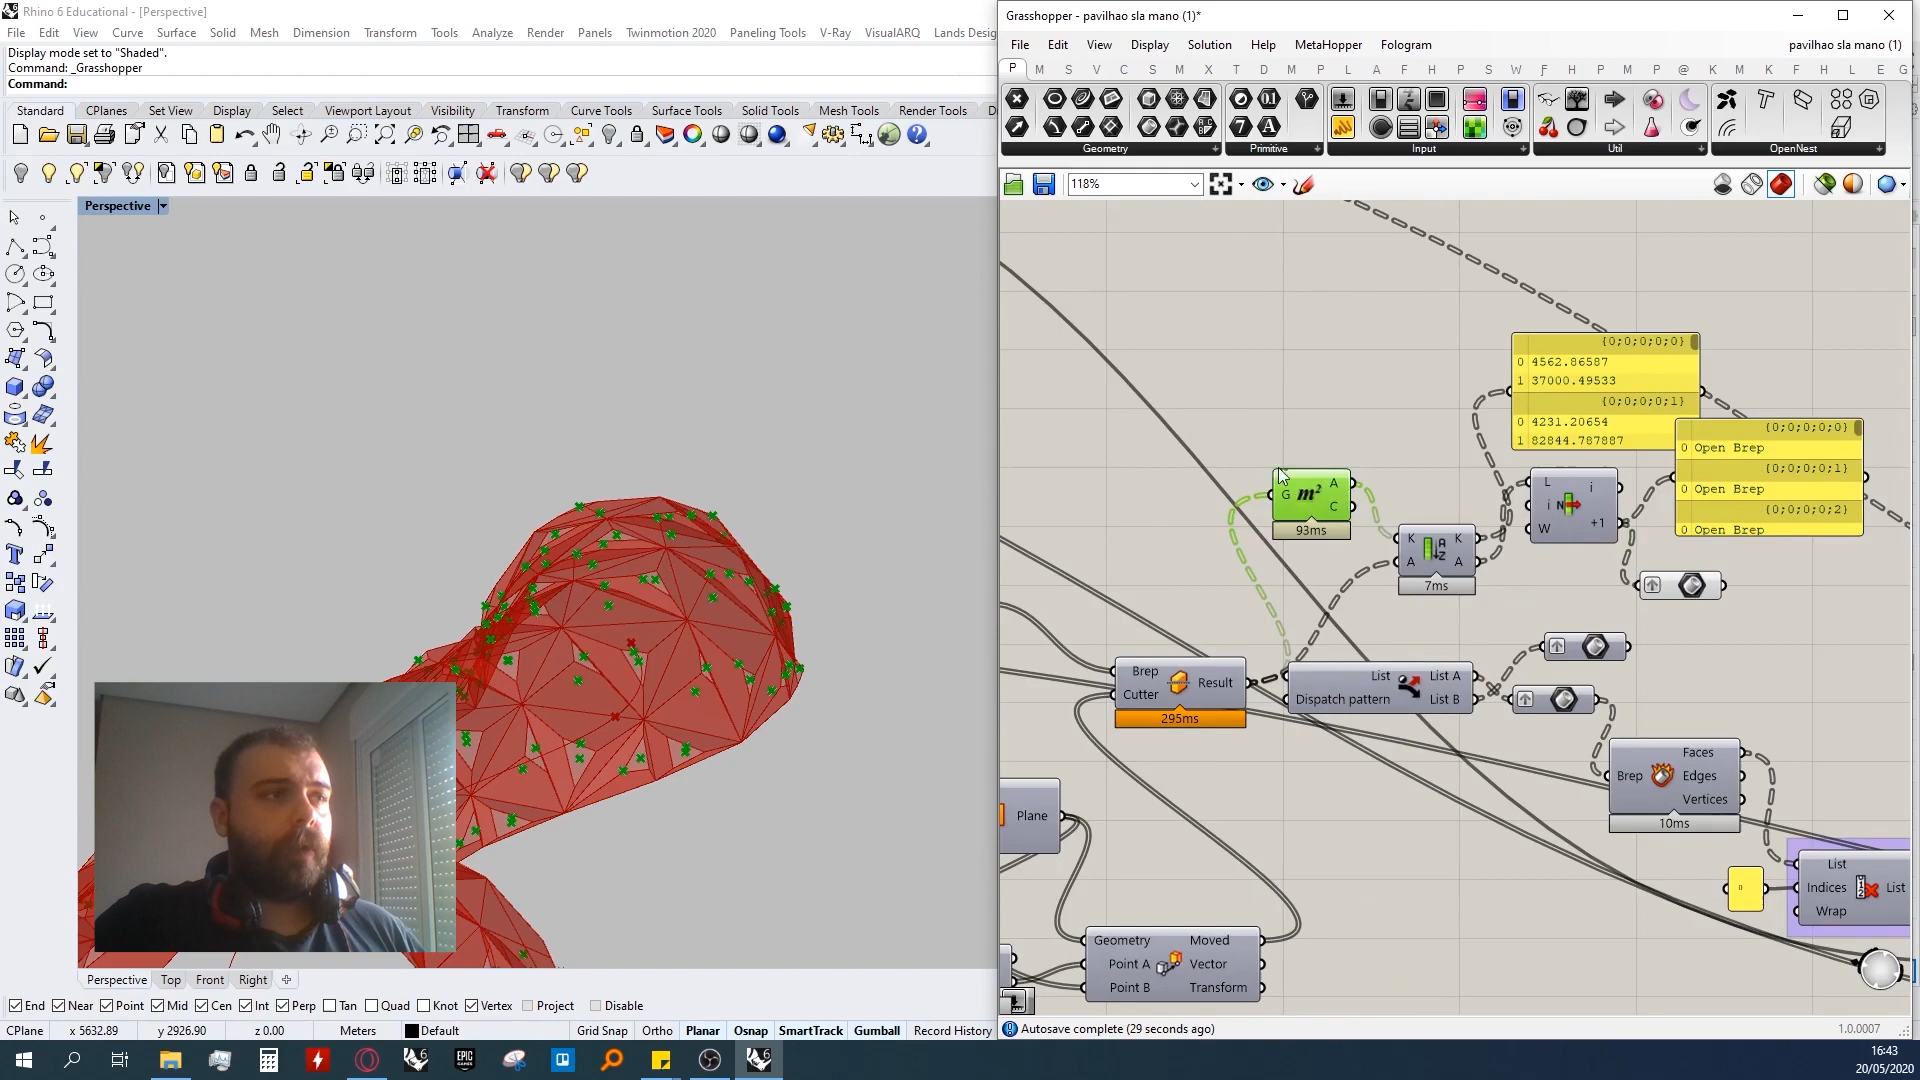 Rhino 6 Educational - [Perspective]
File Edit View Curve Surface Solid Mesh Dimension Transform Tools Analyze Render Panels Twinmotion 2020 Paneling Tools V-Ray VisualARQ Lands Desig
Display mode set to "Shaded".
Command: _Grasshopper
Command:
Standard CPlanes Set View Display Select Viewport Layout Visibility Transform Curve Tools Surface Tools Solid Tools Mesh Tools Render Tools D
Perspective
Perspective Top Front Right
End Near Point Mid Cen Int Perp Tan Quad Knot Vertex Project Disable
CPlane x 5632.89 y 2926.90 z 0.00 Meters Default Grid Snap Ortho Planar Osnap SmartTrack Gumball Record History
Grasshopper - pavilhao sla mano (1)*
File Edit View Display Solution Help MetaHopper Fologram pavilhao sla mano (1)
P M S V C S M X T D M P L A F H P S W F H P M P @ K M K F H L E G
Geometry Primitive Input Util OpenNest
118%
{0;0;0;0;0}
0 4562.86587
1 37000.49533
{0;0;0;0;1}
0 4231.20654
1 82844.787887
{0;0;0;0;0}
0 Open Brep
{0;0;0;0;1}
0 Open Brep
{0;0;0;0;2}
0 Open Brep
G m² A C
93ms
K A K A
7ms
L i W i +1
Brep Cutter Result
295ms
List Dispatch pattern List A List B
Brep Faces Edges Vertices
10ms
Plane
Geometry Point A Point B Moved Vector Transform
0
List Indices Wrap List
Autosave complete (29 seconds ago) 1.0.0007
EPIC GAMES
16:43
20/05/2020